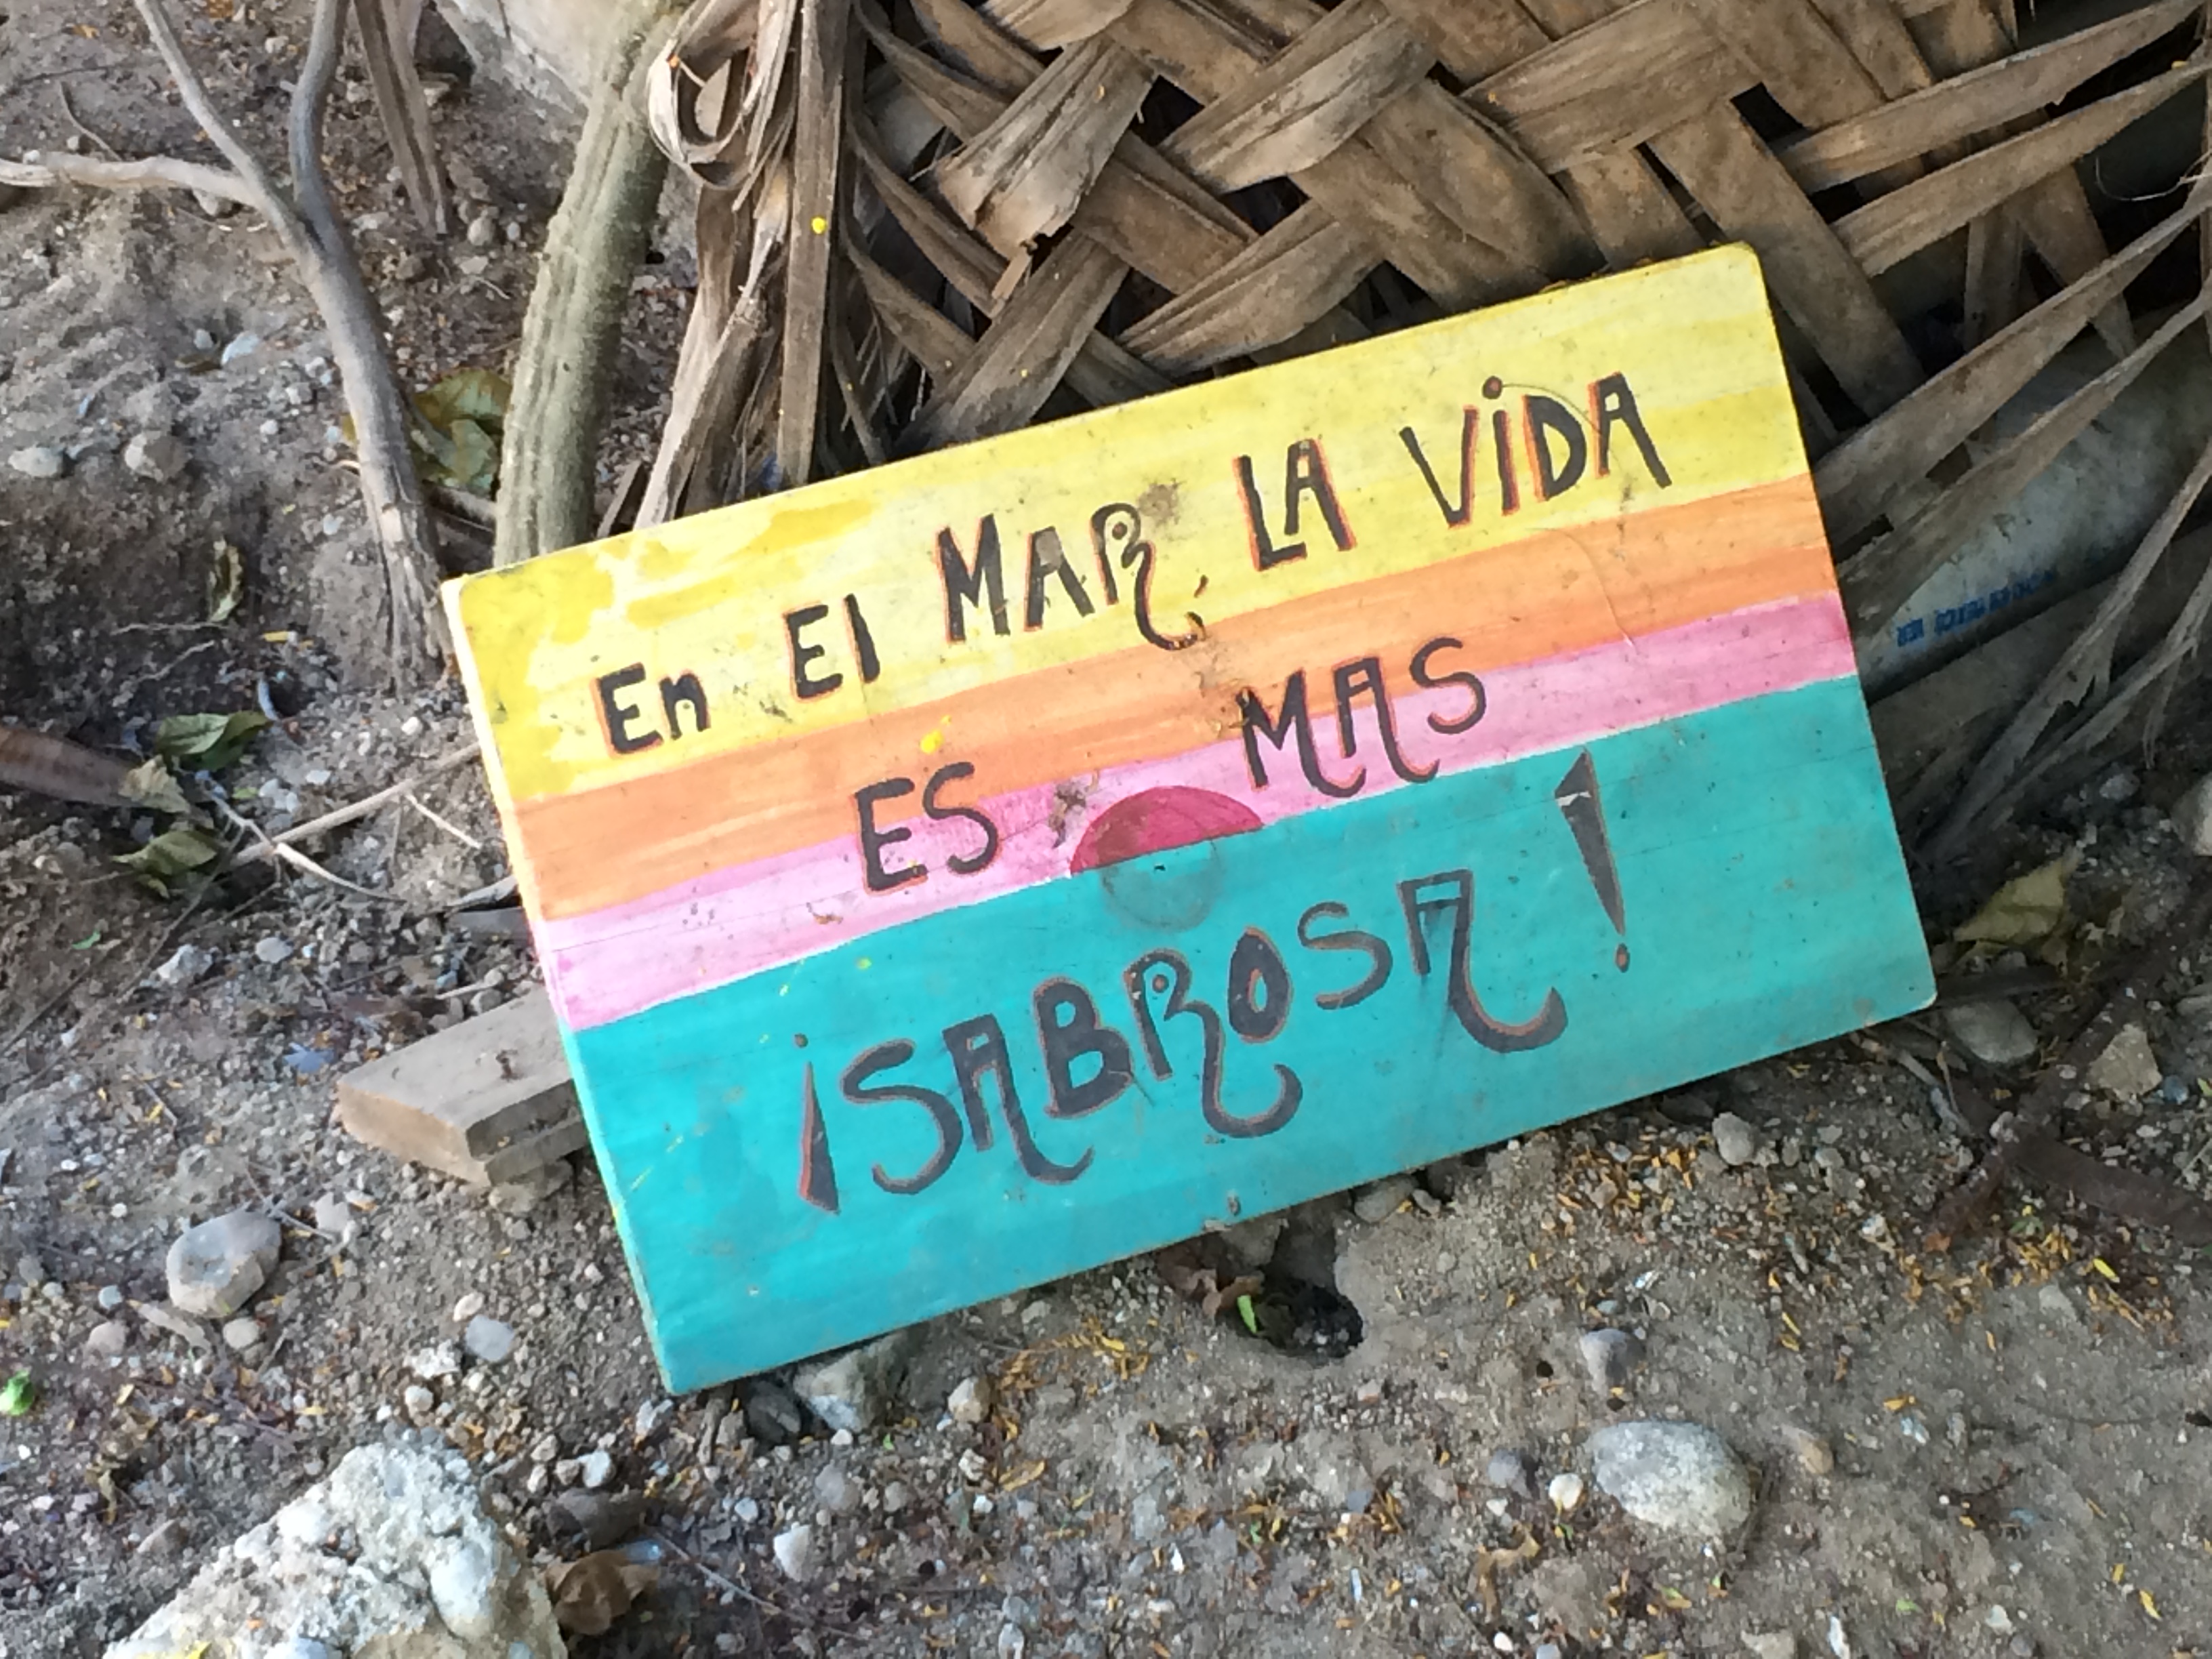 En El MAR, LA ViDA
ES MAS
¡SABROSA!